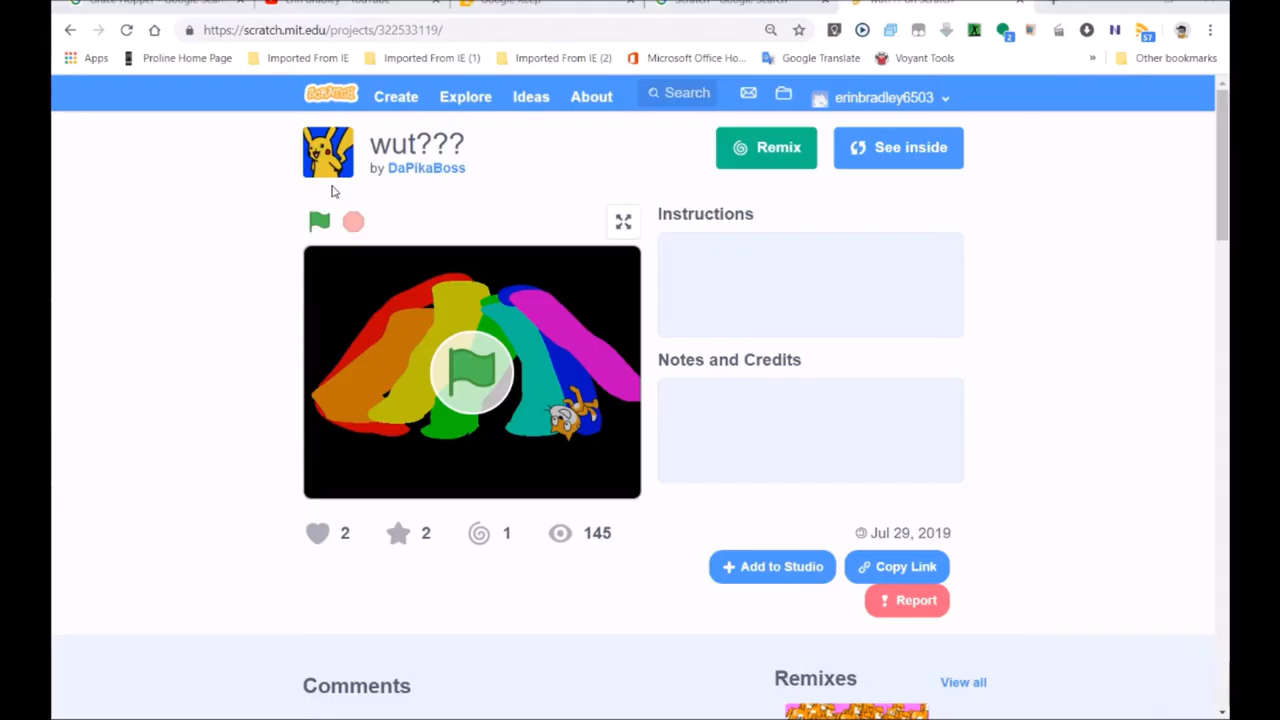 https://scratch.mit.edu/projects/322533119/
2
57
Apps
Proline Home Page
Imported From IE
Imported From IE (1)
Imported From IE (2)
Microsoft Office Ho...
Google Translate
Voyant Tools
»
Other bookmarks
SCRATCH
Create
Explore
Ideas
About
Search
erinbradley6503
wut???
by DaPikaBoss
Remix
See inside
Instructions
Notes and Credits
2
2
1
145
© Jul 29, 2019
Add to Studio
Copy Link
Report
Comments
Remixes
View all